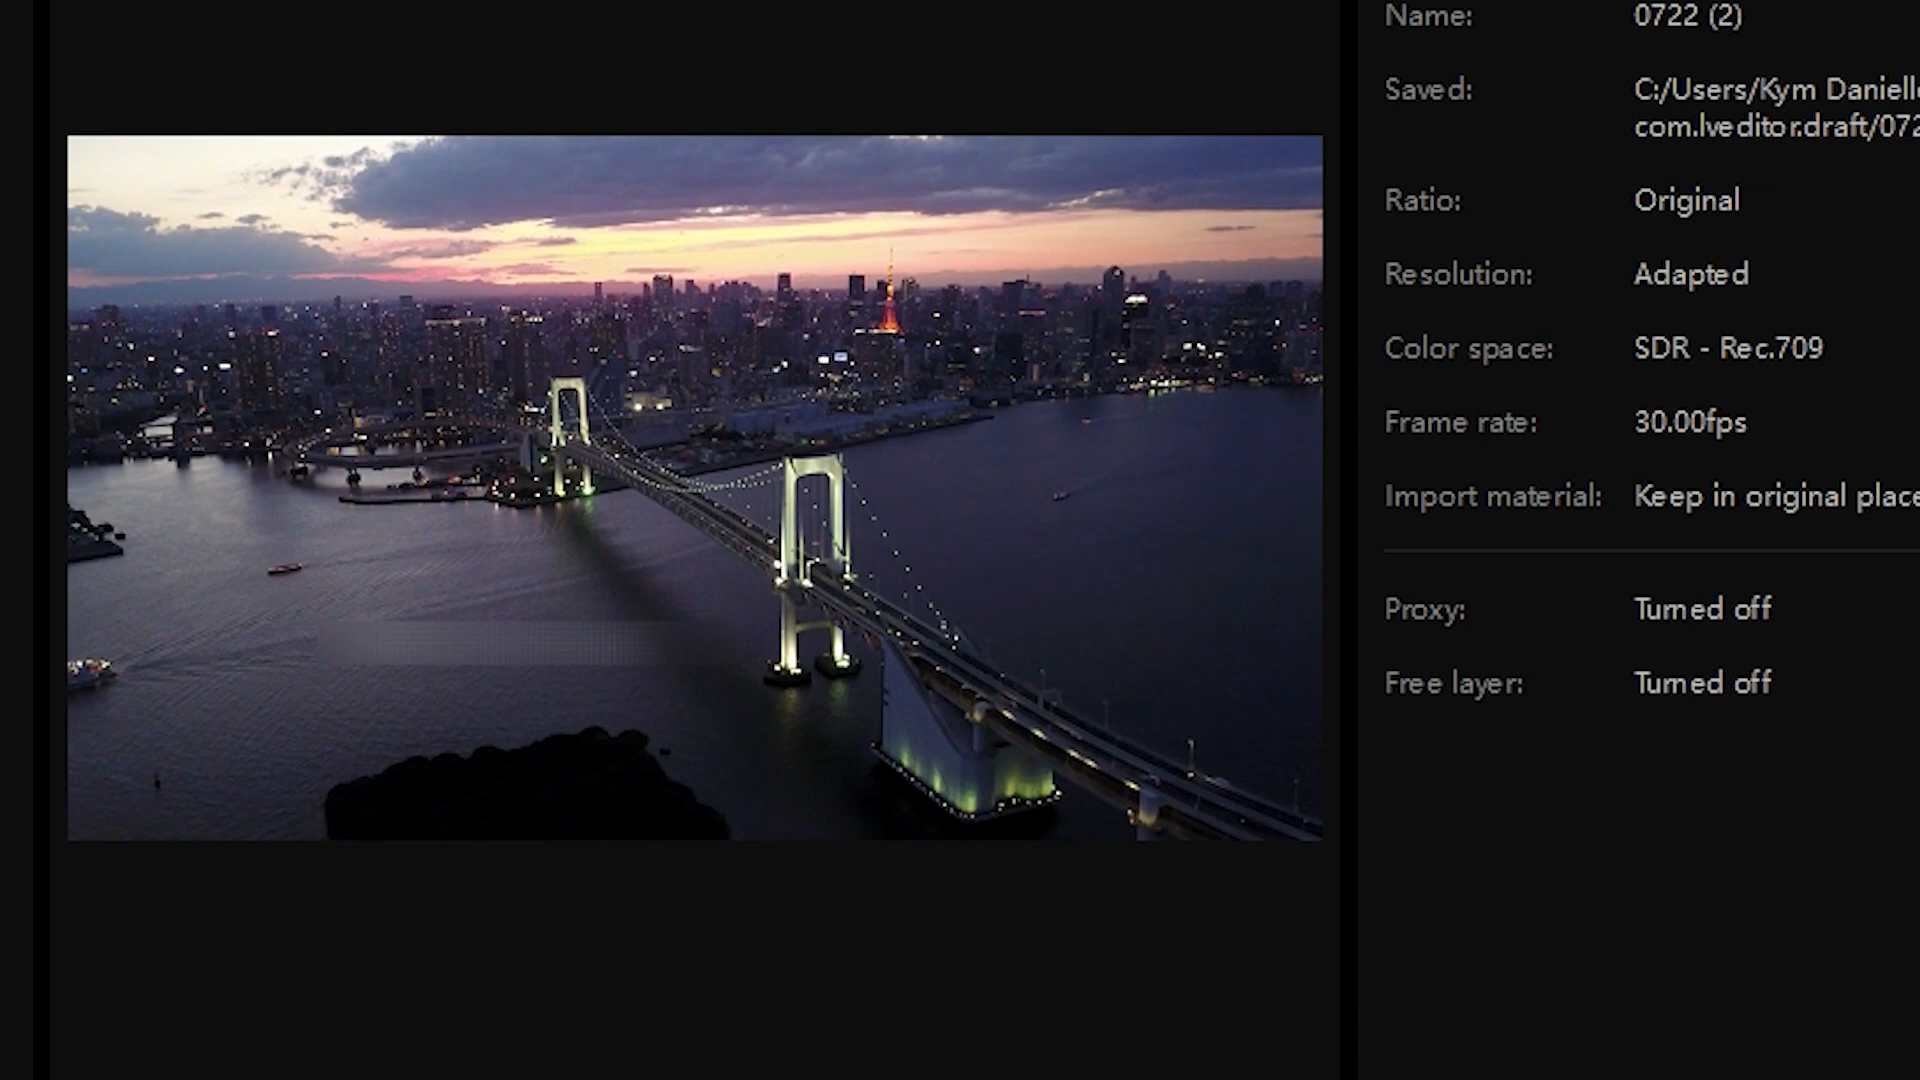 Name: 0722 (2)
Saved: C:/Users/Kym Danielle
com.lveditor.draft/072
Ratio: Original
Resolution: Adapted
Color space: SDR - Rec.709
Frame rate: 30.00fps
Import material: Keep in original place
Proxy: Turned off
Free layer: Turned off